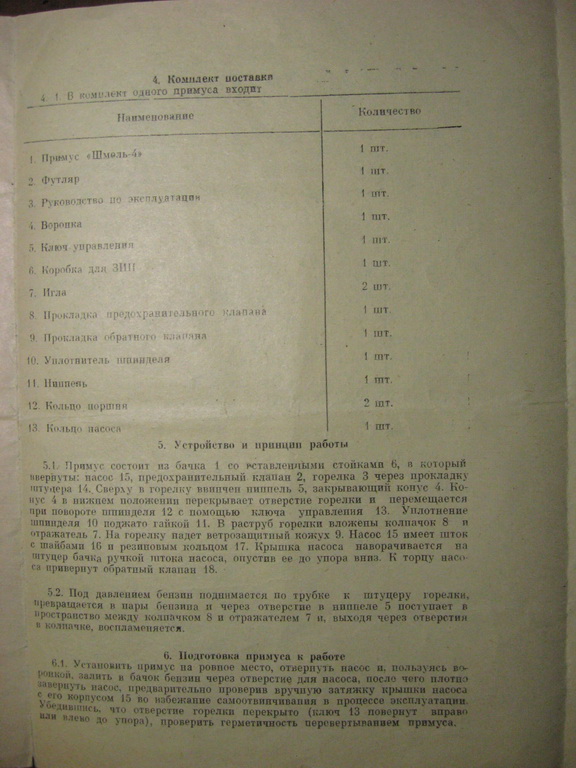 4. Комплект поставки
4. 1. В комплект одного примуса входит
Наименование Количество
1. Примус «Шмель-4» 1 шт.
2. Футляр 1 шт.
3. Руководство по эксплуатации 1 шт.
4. Воронка 1 шт.
5. Ключ управления 1 шт.
6. Коробка для ЗИП 1 шт.
7. Игла 2 шт.
8. Прокладка предохранительного клапана 1 шт.
9. Прокладка обратного клапана 1 шт.
10. Уплотнитель шпинделя 1 шт.
11. Ниппель 1 шт.
12. Кольцо поршня 2 шт.
13. Кольцо насоса 1 шт.
5. Устройство и принцип работы
5.1. Примус состоит из бачка 1 со вставленными стойками 6, в который
ввернуты: насос 15, предохранительный клапан 2, горелка 3 через прокладку
штуцера 14. Сверху в горелку ввинчен ниппель 5, закрывающий конус 4. Ко-
нус 4 в нижнем положении перекрывает отверстие горелки и перемещается
при повороте шпинделя 12 с помощью ключа управления 13. Уплотнение
шпинделя 10 поджато гайкой 11. В раструб горелки вложены колпачок 8 и
отражатель 7. На горелку надет ветрозащитный кожух 9. Насос 15 имеет шток
с шайбами 16 и резиновым кольцом 17. Крышка насоса наворачивается на
штуцер бачка ручкой штока насоса, опустив ее до упора вниз. К торцу насо-
са привернут обратный клапан 18.
5.2. Под давлением бензин поднимается по трубке к штуцеру горелки,
превращается в пары бензина и через отверстие в ниппеле 5 поступает в
пространство между колпачком 8 и отражателем 7 и, выходя через отверстия
в колпачке, воспламеняется.
6. Подготовка примуса к работе
6.1. Установить примус на ровное место, отвернуть насос и, пользуясь во-
ронкой, залить в бачок бензин через отверстие для насоса, после чего плотно
завернуть насос, предварительно проверив вручную затяжку крышки насоса
с его корпусом 15 во избежание самоотвинчивания в процессе эксплуатации.
Убедившись, что отверстие горелки перекрыто (ключ 13 повернут вправо
или влево до упора), проверить герметичность перевертыванием примуса.